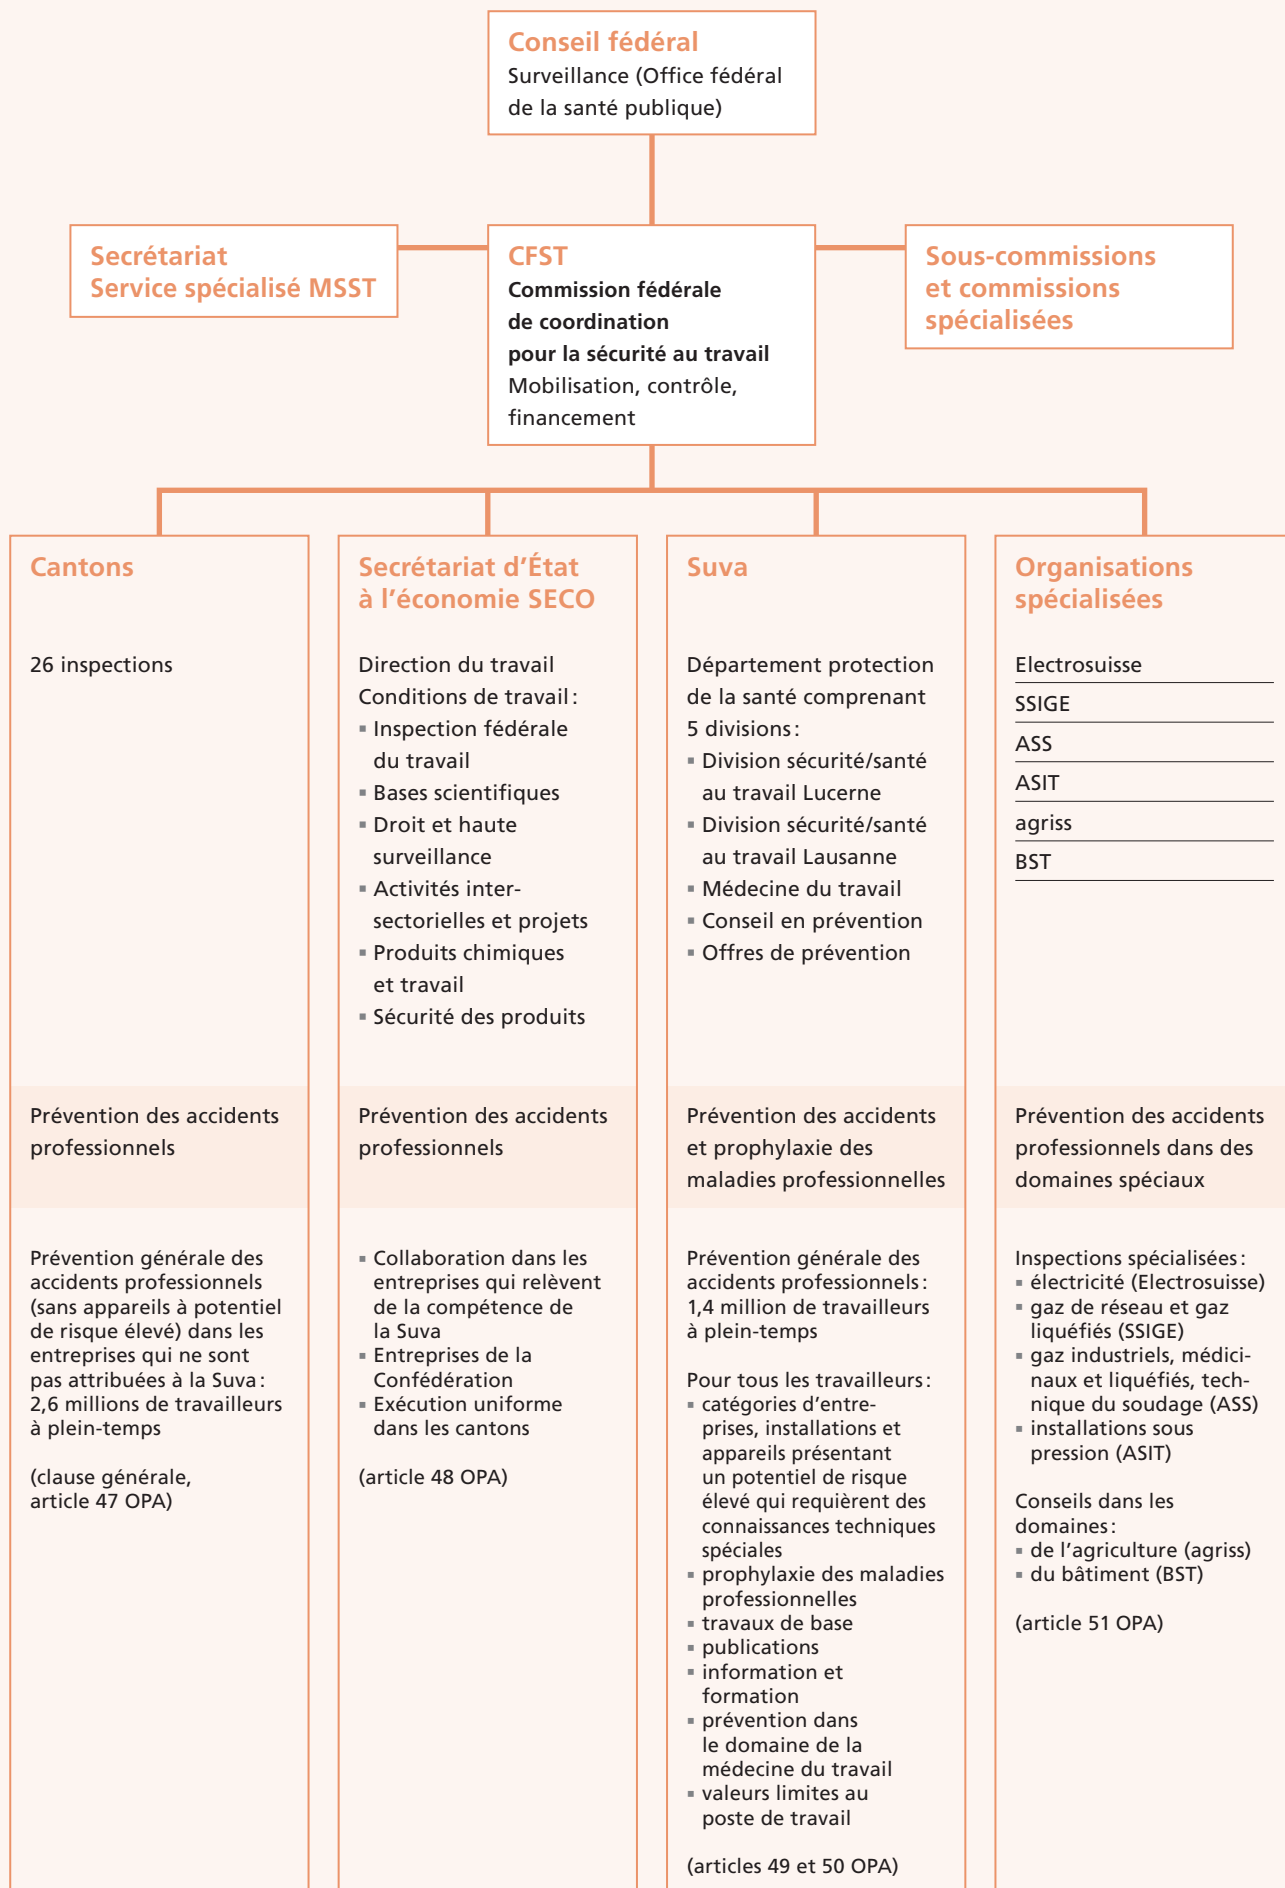 Conseil fédéral
Surveillance (Office fédéral
de la santé publique)
Secrétariat
Service spécialisé MSST
CFST
Commission fédérale
de coordination
pour la sécurité au travail
Mobilisation, contrôle,
financement
Sous-commissions
et commissions
spécialisées
Cantons
26 inspections
Prévention des accidents
professionnels
Prévention générale des
accidents professionnels
(sans appareils à potentiel
de risque élevé) dans les
entreprises qui ne sont
pas attribuées à la Suva :
2,6 millions de travailleurs
à plein-temps
(clause générale,
article 47 OPA)
Secrétariat d’État
à l’économie SECO
Direction du travail
Conditions de travail :
▪ Inspection fédérale
du travail
▪ Bases scientifiques
▪ Droit et haute
surveillance
▪ Activités inter-
sectorielles et projets
▪ Produits chimiques
et travail
▪ Sécurité des produits
Prévention des accidents
professionnels
▪ Collaboration dans les
entreprises qui relèvent
de la compétence de
la Suva
▪ Entreprises de la
Confédération
▪ Exécution uniforme
dans les cantons
(article 48 OPA)
Suva
Département protection
de la santé comprenant
5 divisions :
▪ Division sécurité/santé
au travail Lucerne
▪ Division sécurité/santé
au travail Lausanne
▪ Médecine du travail
▪ Conseil en prévention
▪ Offres de prévention
Prévention des accidents
et prophylaxie des
maladies professionnelles
Prévention générale des
accidents professionnels :
1,4 million de travailleurs
à plein-temps
Pour tous les travailleurs :
▪ catégories d’entre-
prises, installations et
appareils présentant
un potentiel de risque
élevé qui requièrent des
connaissances techniques
spéciales
▪ prophylaxie des maladies
professionnelles
▪ travaux de base
▪ publications
▪ information et
formation
▪ prévention dans
le domaine de la
médecine du travail
▪ valeurs limites au
poste de travail
(articles 49 et 50 OPA)
Organisations
spécialisées
Electrosuisse
SSIGE
ASS
ASIT
agriss
BST
Prévention des accidents
professionnels dans des
domaines spéciaux
Inspections spécialisées :
▪ électricité (Electrosuisse)
▪ gaz de réseau et gaz
liquéfiés (SSIGE)
▪ gaz industriels, médici-
naux et liquéfiés, tech-
nique du soudage (ASS)
▪ installations sous
pression (ASIT)
Conseils dans les
domaines :
▪ de l’agriculture (agriss)
▪ du bâtiment (BST)
(article 51 OPA)